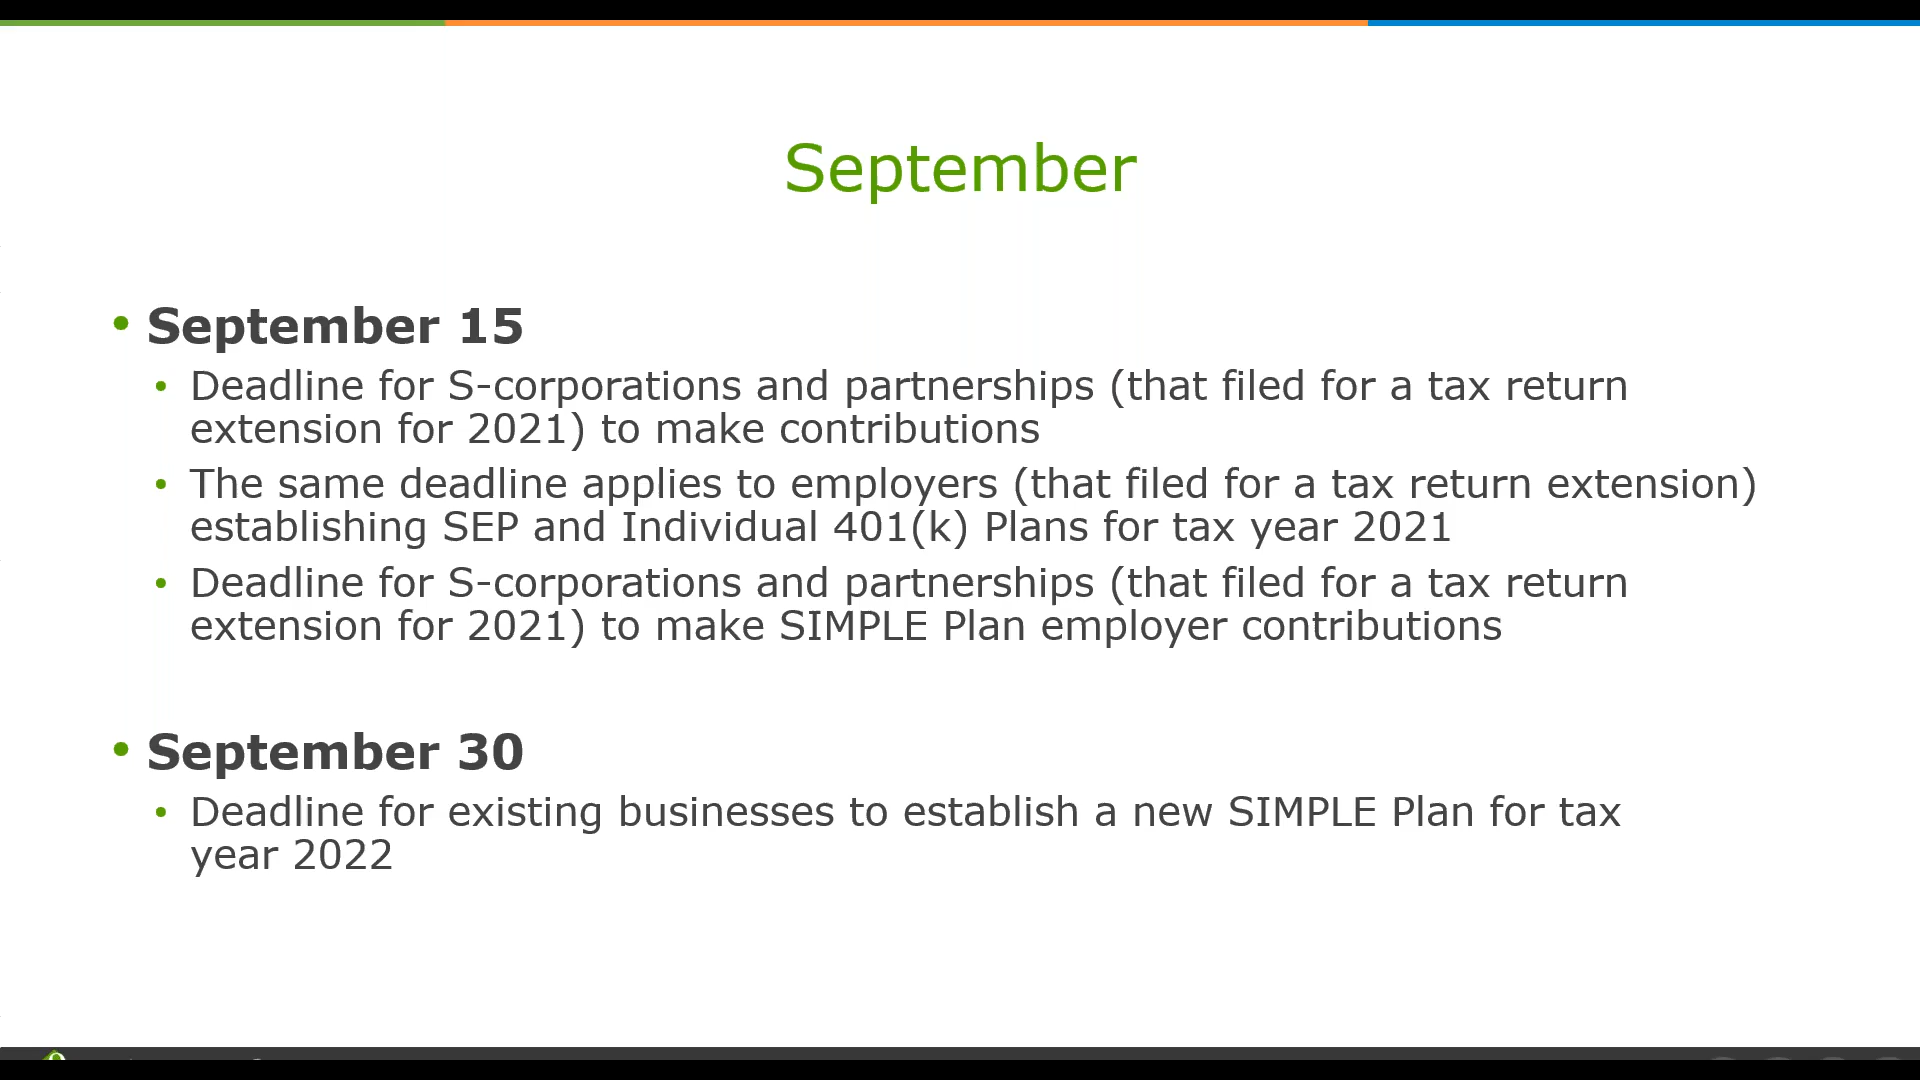 September
• September 15
• Deadline for S-corporations and partnerships (that filed for a tax return
extension for 2021) to make contributions
• The same deadline applies to employers (that filed for a tax return extension)
establishing SEP and Individual 401(k) Plans for tax year 2021
• Deadline for S-corporations and partnerships (that filed for a tax return
extension for 2021) to make SIMPLE Plan employer contributions
• September 30
• Deadline for existing businesses to establish a new SIMPLE Plan for tax
year 2022